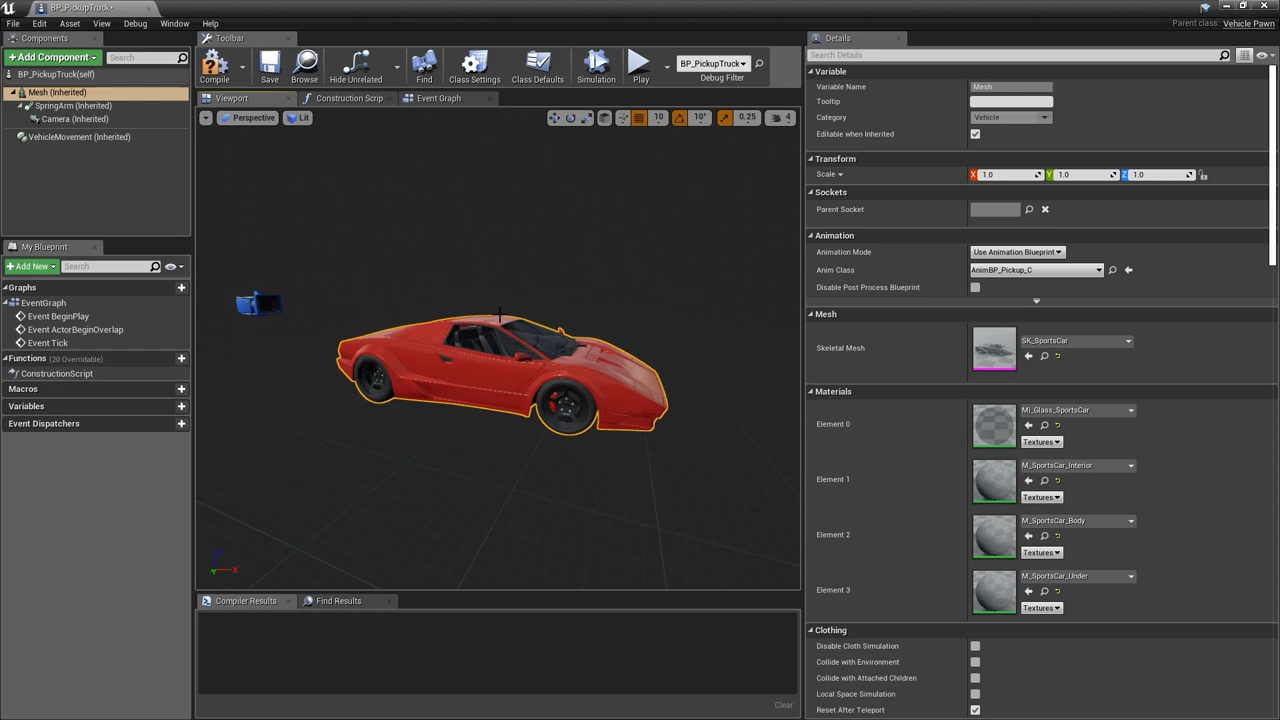 BP_PickupTruck*
File Edit Asset View Debug Window Help
Parent class: Vehicle Pawn
Components
Add Component
Search
BP_PickupTruck(self)
Mesh (Inherited)
SpringArm (Inherited)
Camera (Inherited)
VehicleMovement (Inherited)
My Blueprint
Add New
Search
Graphs
EventGraph
Event BeginPlay
Event ActorBeginOverlap
Event Tick
Functions (20 Overridable)
ConstructionScript
Macros
Variables
Event Dispatchers
Toolbar
Compile Save Browse Hide Unrelated Find Class Settings Class Defaults Simulation Play
BP_PickupTruck
Debug Filter
Viewport Construction Scrip Event Graph
Perspective Lit 10 10° 0.25 4
X
Compiler Results Find Results
Clear
Details
Search Details
Variable
Variable Name Mesh
Tooltip
Category Vehicle
Editable when Inherited
Transform
Scale X 1.0 Y 1.0 Z 1.0
Sockets
Parent Socket
Animation
Animation Mode Use Animation Blueprint
Anim Class AnimBP_Pickup_C
Disable Post Process Blueprint
Mesh
Skeletal Mesh SK_SportsCar
Materials
Element 0 Mi_Glass_SportsCar
Textures
Element 1 M_SportsCar_Interior
Textures
Element 2 M_SportsCar_Body
Textures
Element 3 M_SportsCar_Under
Textures
Clothing
Disable Cloth Simulation
Collide with Environment
Collide with Attached Children
Local Space Simulation
Reset After Teleport